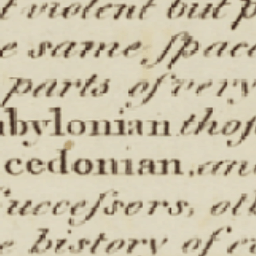 t violent but p
e same ſpace
parts of very
abylonian thoſ
cedonian, and
ſucceſſors, oth
e history of e